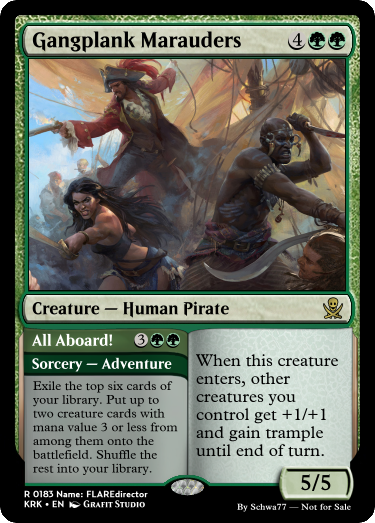 Gangplank Marauders 4
Creature — Human Pirate
All Aboard! 3
Sorcery — Adventure
Exile the top six cards of
your library. Put up to
two creature cards with
mana value 3 or less from
among them onto the
battlefield. Shuffle the
rest into your library.
When this creature
enters, other
creatures you
control get +1/+1
and gain trample
until end of turn.
5/5
R 0183 Name: FLAREdirector
KRK • EN Grafit Studio
By Schwa77 — Not for Sale